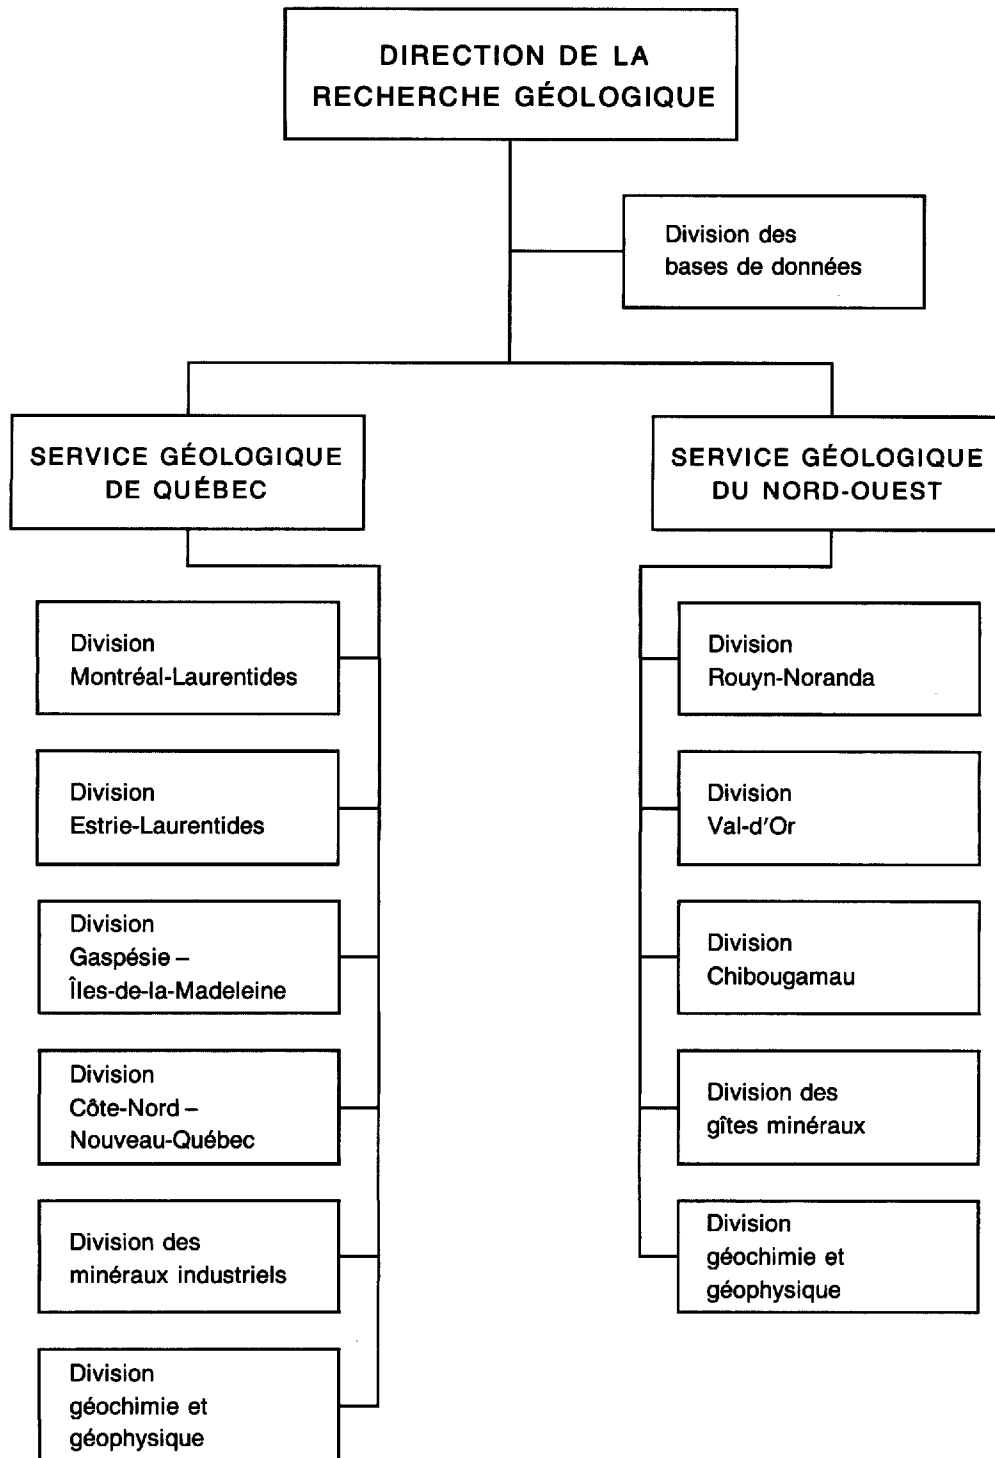 DIRECTION DE LA
RECHERCHE GÉOLOGIQUE
Division des
bases de données
SERVICE GÉOLOGIQUE
DE QUÉBEC
SERVICE GÉOLOGIQUE
DU NORD-OUEST
Division
Montréal-Laurentides
Division
Estrie-Laurentides
Division
Gaspésie –
Îles-de-la-Madeleine
Division
Côte-Nord –
Nouveau-Québec
Division des
minéraux industriels
Division
géochimie et
géophysique
Division
Rouyn-Noranda
Division
Val-d'Or
Division
Chibougamau
Division des
gîtes minéraux
Division
géochimie et
géophysique